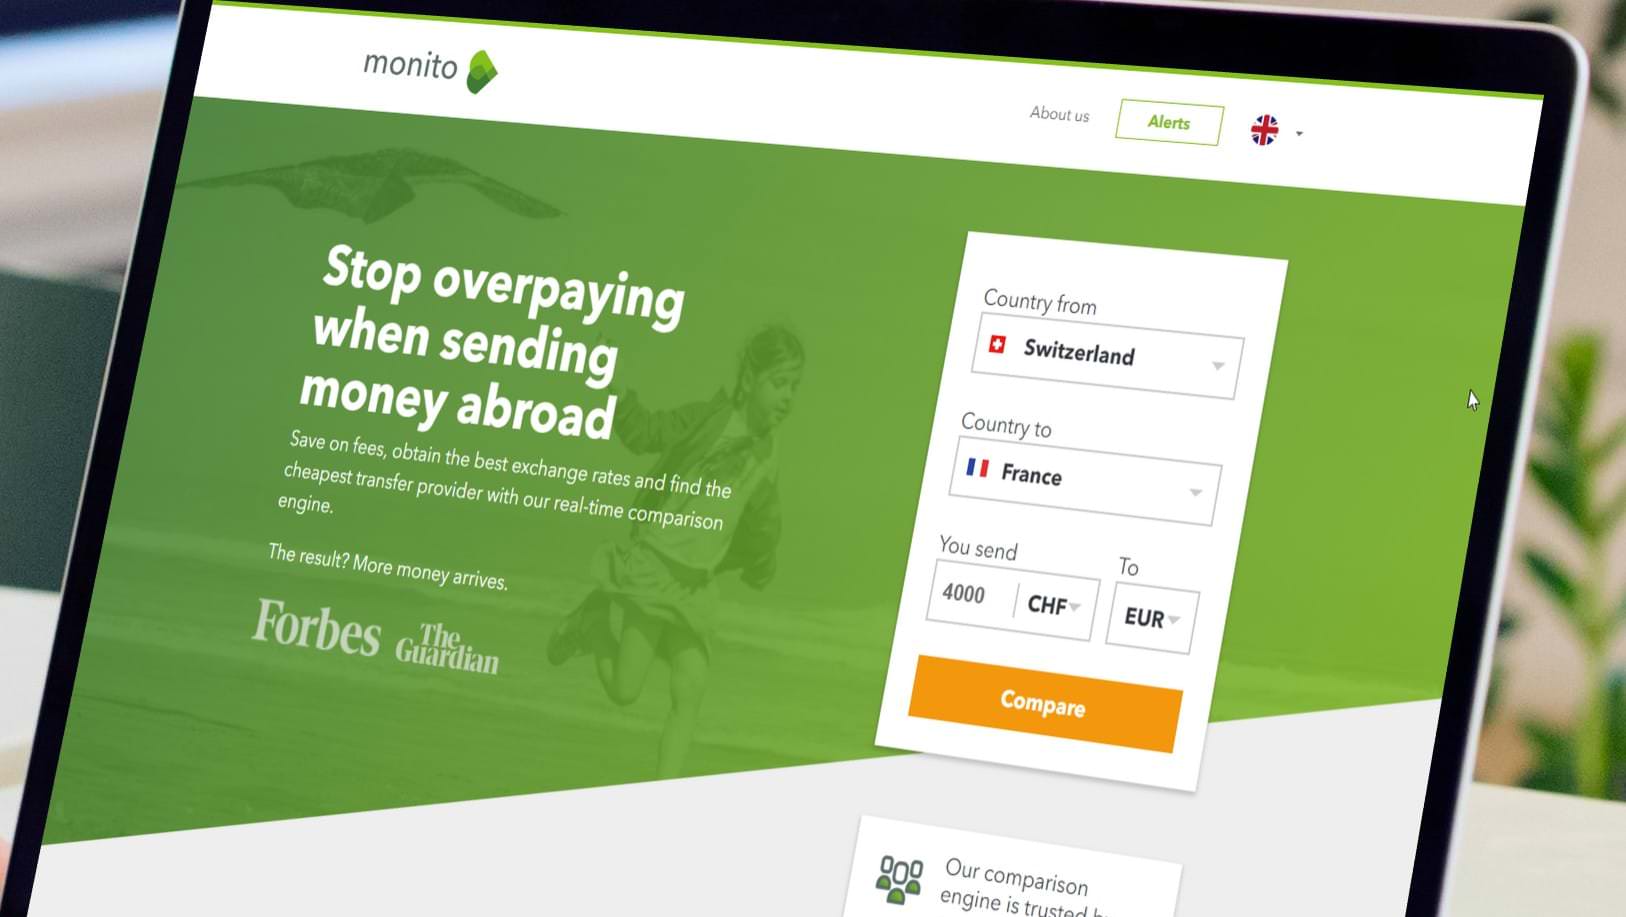 monito
About us
Alerts
Stop overpaying
when sending
money abroad
Save on fees, obtain the best exchange rates and find the
cheapest transfer provider with our real-time comparison
engine.
The result? More money arrives.
Forbes
The
Guardian
Country from
Switzerland
Country to
France
You send
To
4000
CHF
EUR
Compare
Our comparison
engine is trusted